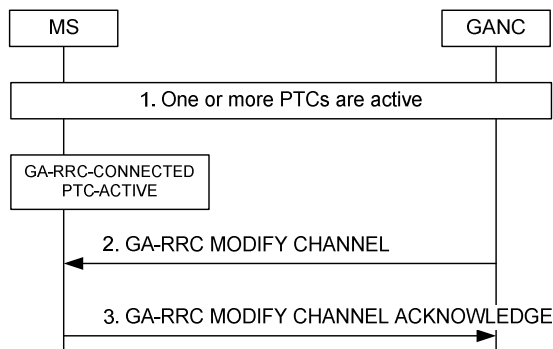 MS
GANC
1. One or more PTCs are active
GA-RRC-CONNECTED
PTC-ACTIVE
2. GA-RRC MODIFY CHANNEL
3. GA-RRC MODIFY CHANNEL ACKNOWLEDGE